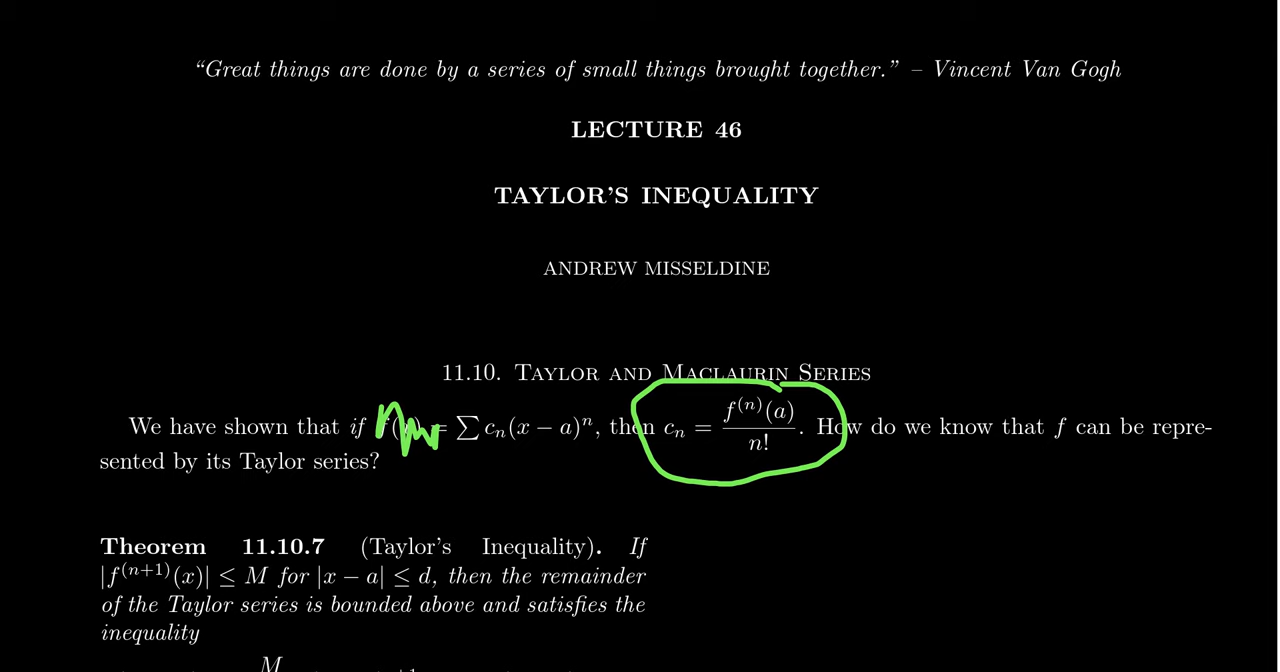 “Great things are done by a series of small things brought together.” – Vincent Van Gogh
LECTURE 46
TAYLOR’S INEQUALITY
ANDREW MISSELDINE
11.10. Taylor and Maclaurin Series
We have shown that if f(x) = ∑ cₙ(x − a)ⁿ, then cₙ = f⁽ⁿ⁾(a)/n!. How do we know that f can be repre-
sented by its Taylor series?
Theorem 11.10.7 (Taylor’s Inequality). If
|f⁽ⁿ⁺¹⁾(x)| ≤ M for |x − a| ≤ d, then the remainder
of the Taylor series is bounded above and satisfies the
inequality
M